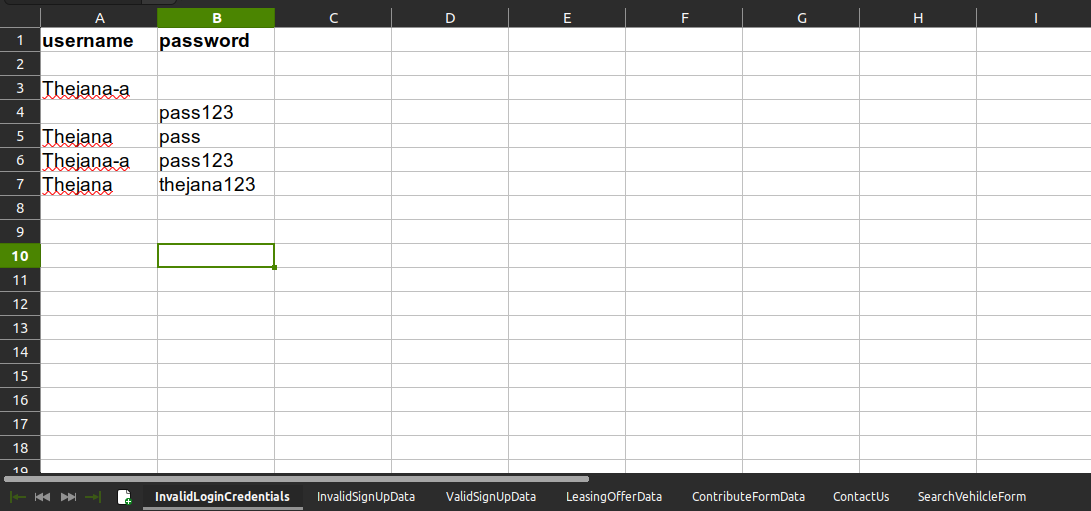 A B C D E F G H I
1 username password
2
3 Thejana-a
4 pass123
5 Thejana pass
6 Thejana-a pass123
7 Thejana thejana123
8
9
10
11
12
13
14
15
16
17
18
19
InvalidLoginCredentials InvalidSignUpData ValidSignUpData LeasingOfferData ContributeFormData ContactUs SearchVehilcleForm